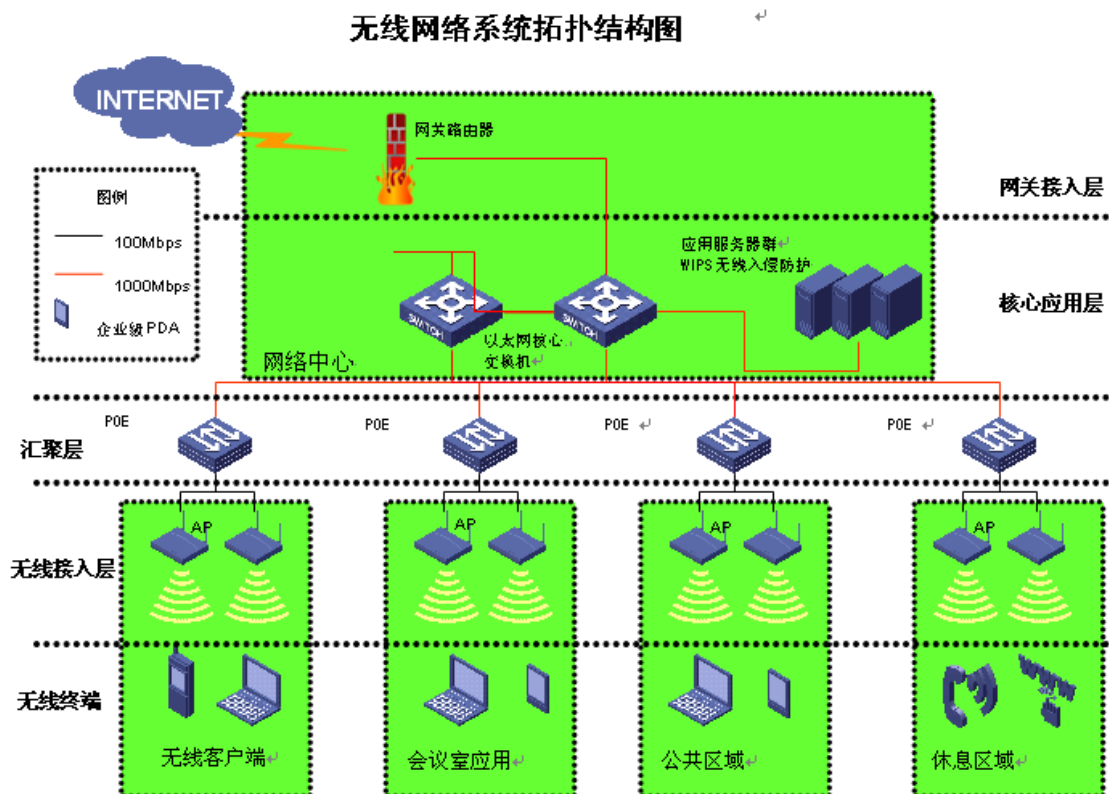 无线网络系统拓扑结构图
INTERNET
网关路由器
网关接入层
图例
100Mbps
1000Mbps
企业级PDA
应用服务器群
WIPS无线入侵防护
SWITCH
SWITCH
以太网核心
交换机
网络中心
核心应用层
POE
POE
POE
POE
汇聚层
AP
AP
AP
AP
无线接入层
无线终端
WWW
无线客户端
会议室应用
公共区域
休息区域